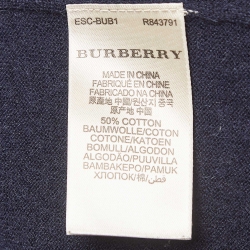 ESC-BUB1 R843791
BURBERRY
MADE IN CHINA
FABRIQUÉ EN CHINE
FABRICADO NA CHINA
原產地 中国/원산지 중국
原产地 中国
50% COTTON
BAUMWOLLE/COTON
COTONE/KATOEN
BOMULL/ALGODON
ALGODÃO/PUUVILLA
BAMBAKEPO/PAMUK
ХЛОПОК/棉/قطن